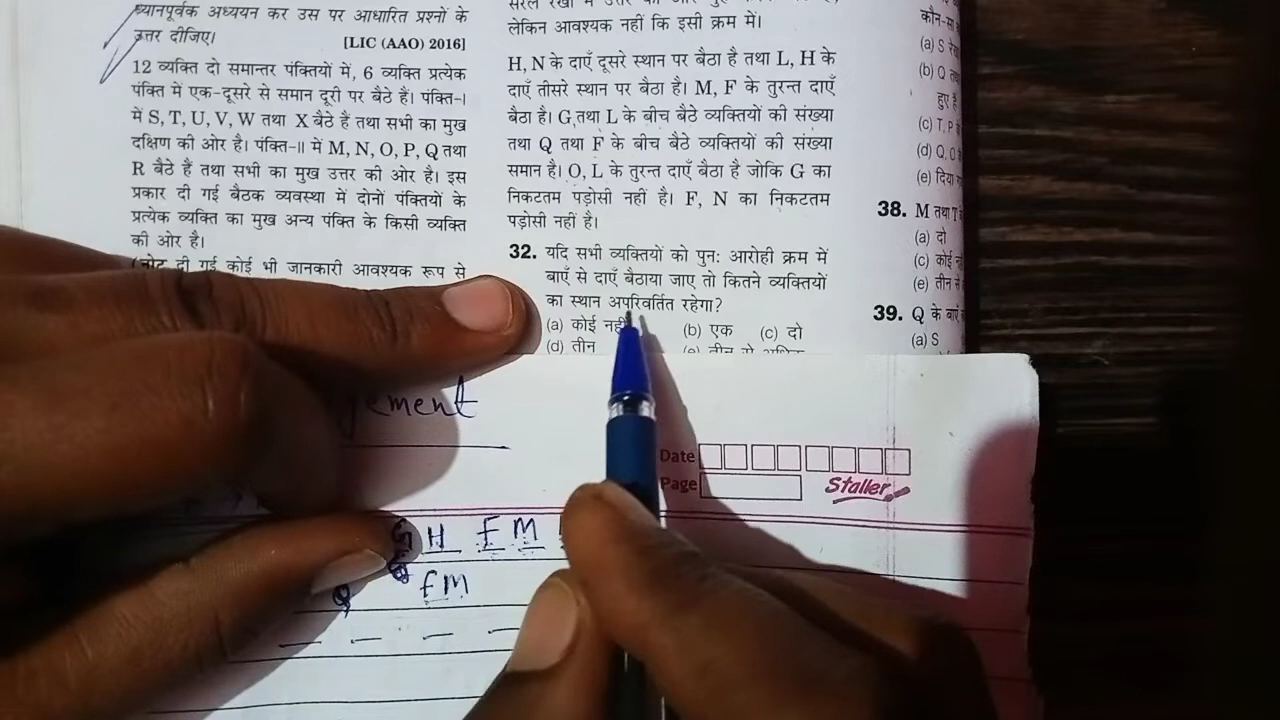 ध्यानपूर्वक अध्ययन कर उस पर आधारित प्रश्नों के
उत्तर दीजिए।
[LIC (AAO) 2016]
12 व्यक्ति दो समान्तर पंक्तियों में, 6 व्यक्ति प्रत्येक
पंक्ति में एक-दूसरे से समान दूरी पर बैठे हैं। पंक्ति-I
में S, T, U, V, W तथा X बैठे हैं तथा सभी का मुख
दक्षिण की ओर है। पंक्ति-II में M, N, O, P, Q तथा
R बैठे हैं तथा सभी का मुख उत्तर की ओर है। इस
प्रकार दी गई बैठक व्यवस्था में दोनों पंक्तियों के
प्रत्येक व्यक्ति का मुख अन्य पंक्ति के किसी व्यक्ति
की ओर है।
(नोट दी गई कोई भी जानकारी आवश्यक रूप से
लेकिन आवश्यक नहीं कि इसी क्रम में।
H, N के दाएँ दूसरे स्थान पर बैठा है तथा L, H के
दाएँ तीसरे स्थान पर बैठा है। M, F के तुरन्त दाएँ
बैठा है। G तथा L के बीच बैठे व्यक्तियों की संख्या
तथा Q तथा F के बीच बैठे व्यक्तियों की संख्या
समान है। O, L के तुरन्त दाएँ बैठा है जोकि G का
निकटतम पड़ोसी नहीं है। F, N का निकटतम
पड़ोसी नहीं है।
32. यदि सभी व्यक्तियों को पुन: आरोही क्रम में
बाएँ से दाएँ बैठाया जाए तो कितने व्यक्तियों
का स्थान अपरिवर्तित रहेगा?
(a) कोई नहीं (b) एक (c) दो
(d) तीन
कौन-सा
(a) S
(b) Q
हुए है
(c) T, P
(d) Q, O
(e) दिया
38. M तथा T
(a) दो
(c) कोई
(e) तीन से
39. Q के बाएँ
(a) S
Date
Page
Staller
G H F M
F M
Q